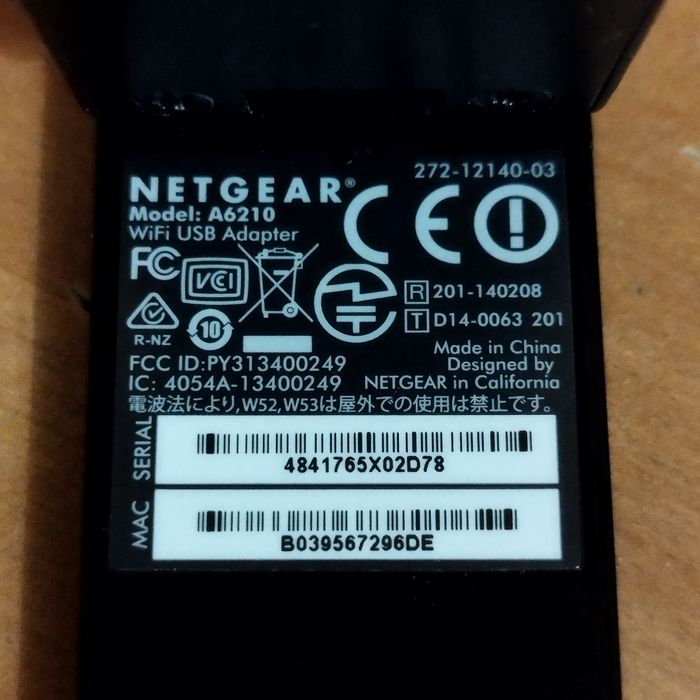 272-12140-03
NETGEAR®
Model: A6210
WiFi USB Adapter
CE
FC
VCI
R 201-140208
T D14-0063 201
R-NZ
10
Made in China
Designed by
NETGEAR in California
FCC ID:PY313400249
IC: 4054A-13400249
電波法により,W52,W53は屋外での使用は禁止です。
SERIAL
4841765X02D78
MAC
B039567296DE